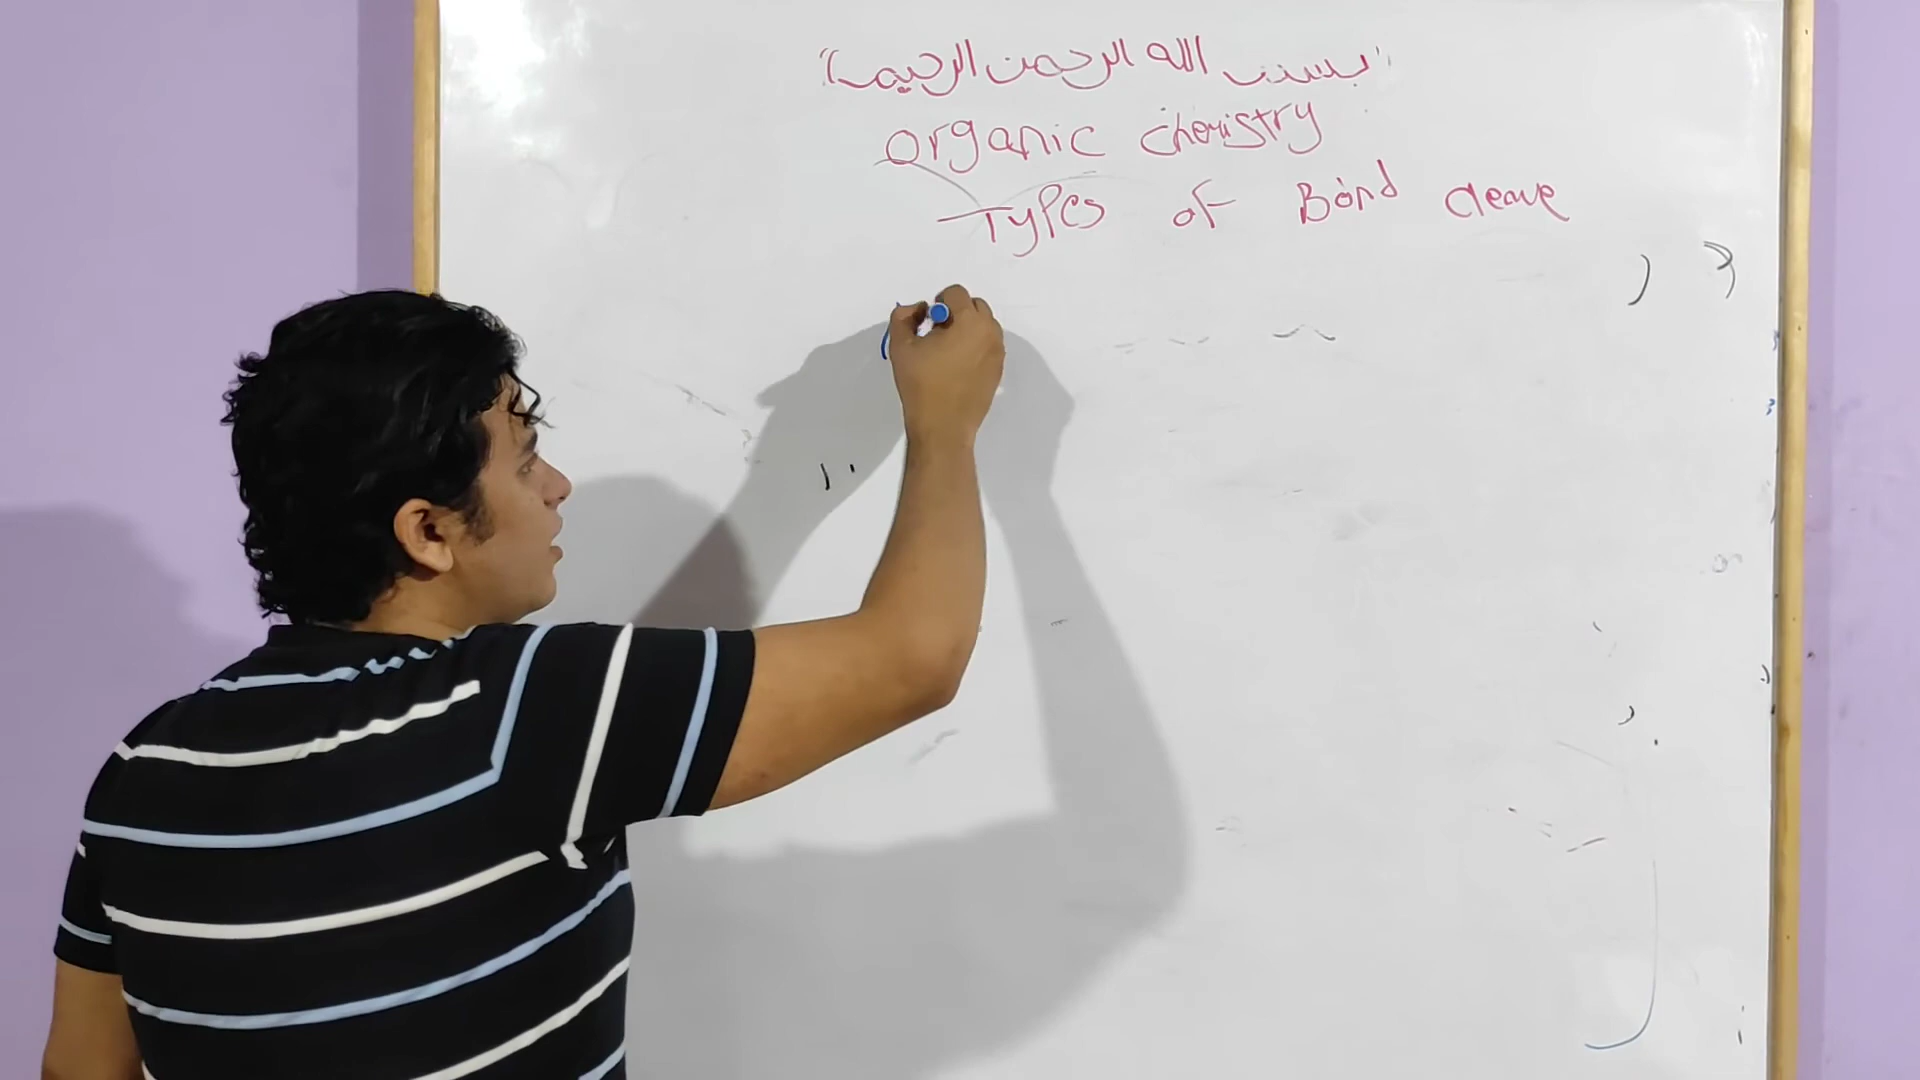 "بسم الله الرحمن الرحيم"
Organic chemistry
Types of Bond cleave